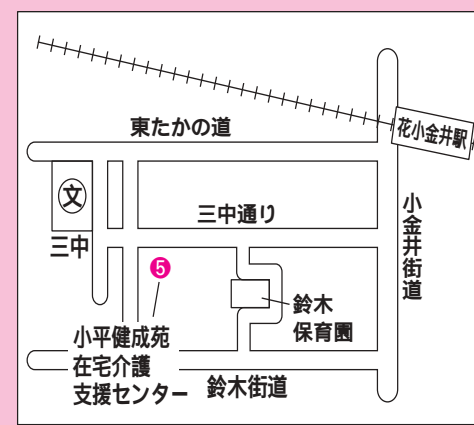 花小金井駅
東たかの道
文
三中
三中通り
小金井街道
5
鈴木
保育園
小平健成苑
在宅介護
支援センター
鈴木街道